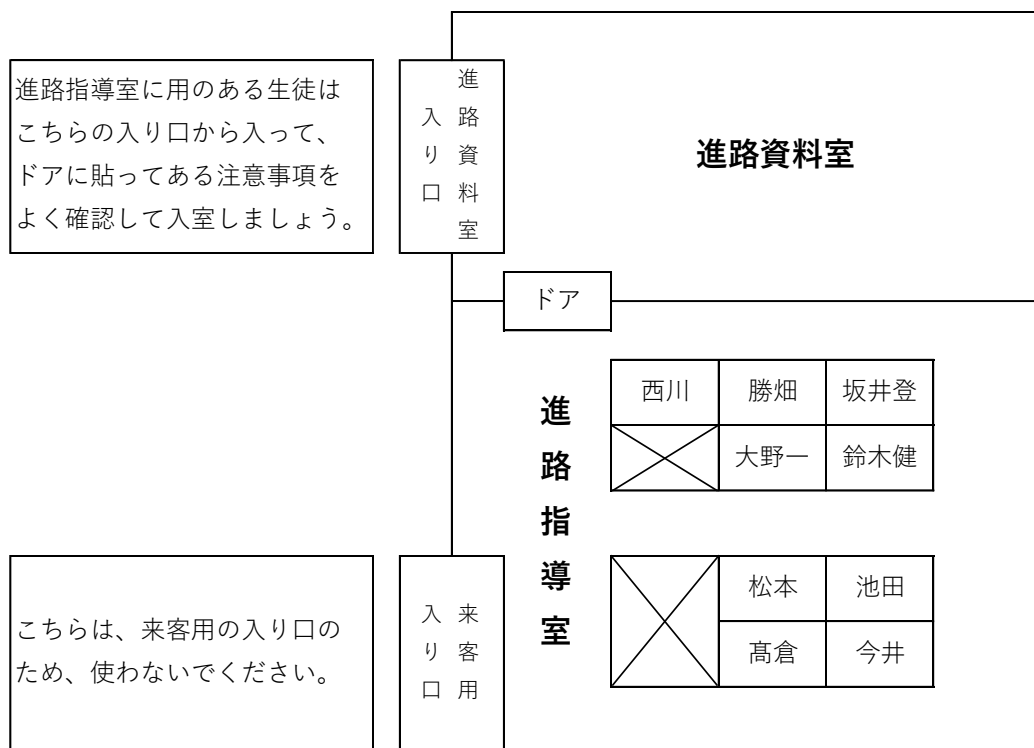 進路指導室に用のある生徒は
こちらの入り口から入って、
ドアに貼ってある注意事項を
よく確認して入室しましょう。
進路資料室
入り口
進路資料室
ドア
進路指導室
西川
勝畑
坂井登
大野一
鈴木健
松本
池田
髙倉
今井
こちらは、来客用の入り口の
ため、使わないでください。
来客用
入り口